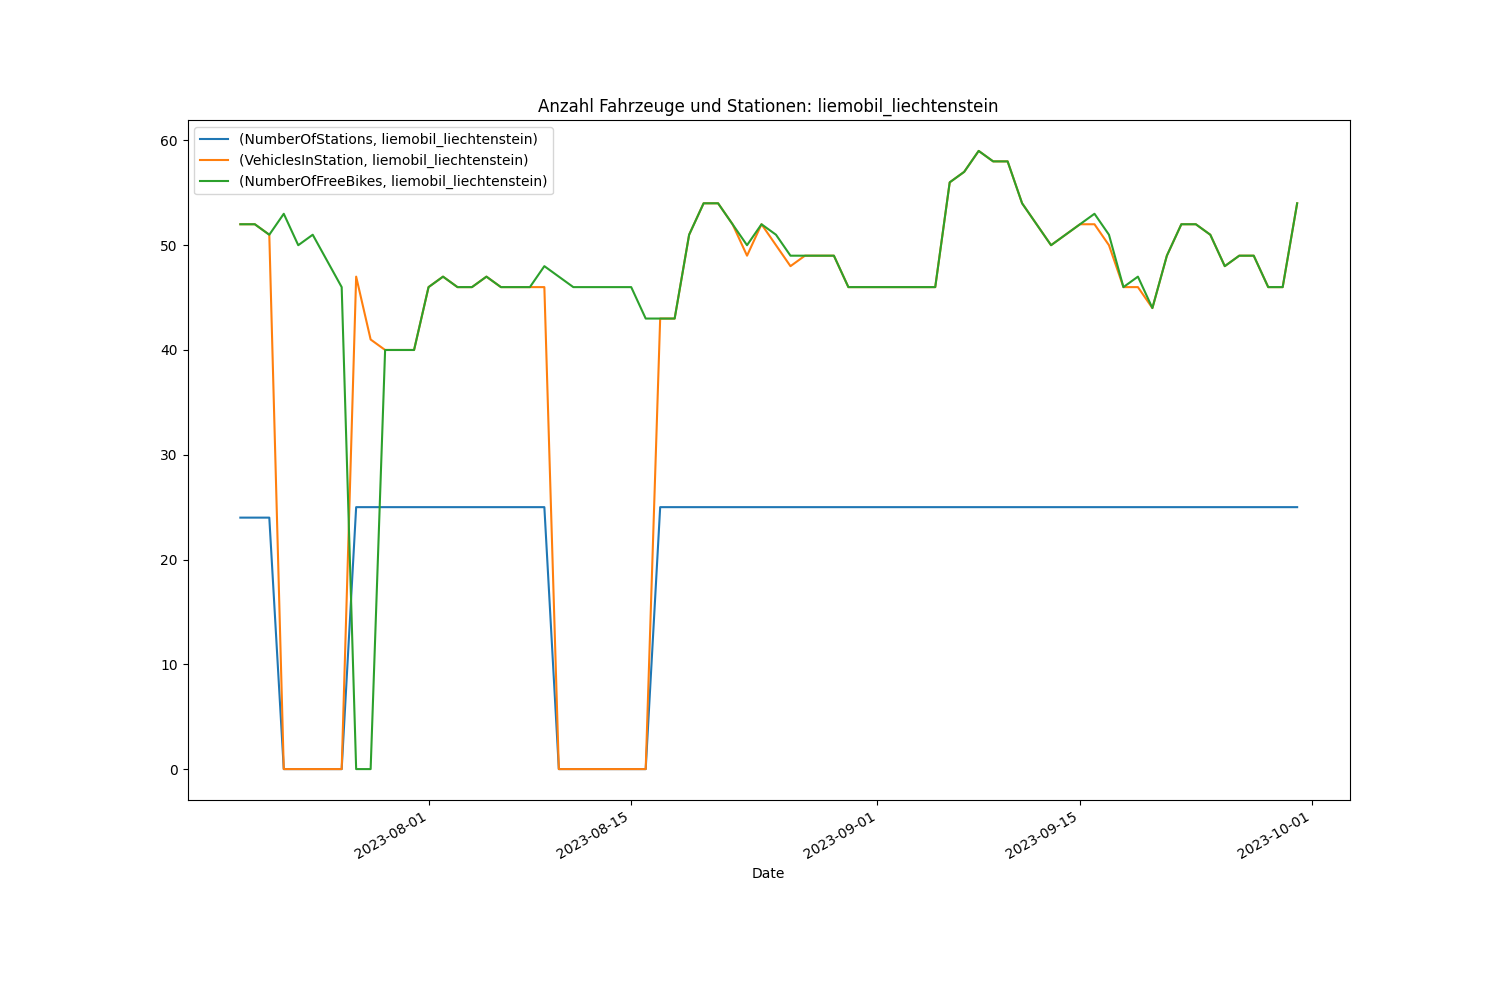 Anzahl Fahrzeuge und Stationen: liemobil_liechtenstein
(NumberOfStations, liemobil_liechtenstein)
(VehiclesInStation, liemobil_liechtenstein)
(NumberOfFreeBikes, liemobil_liechtenstein)
60
50
40
30
20
10
0
2023-08-01
2023-08-15
2023-09-01
2023-09-15
2023-10-01
Date